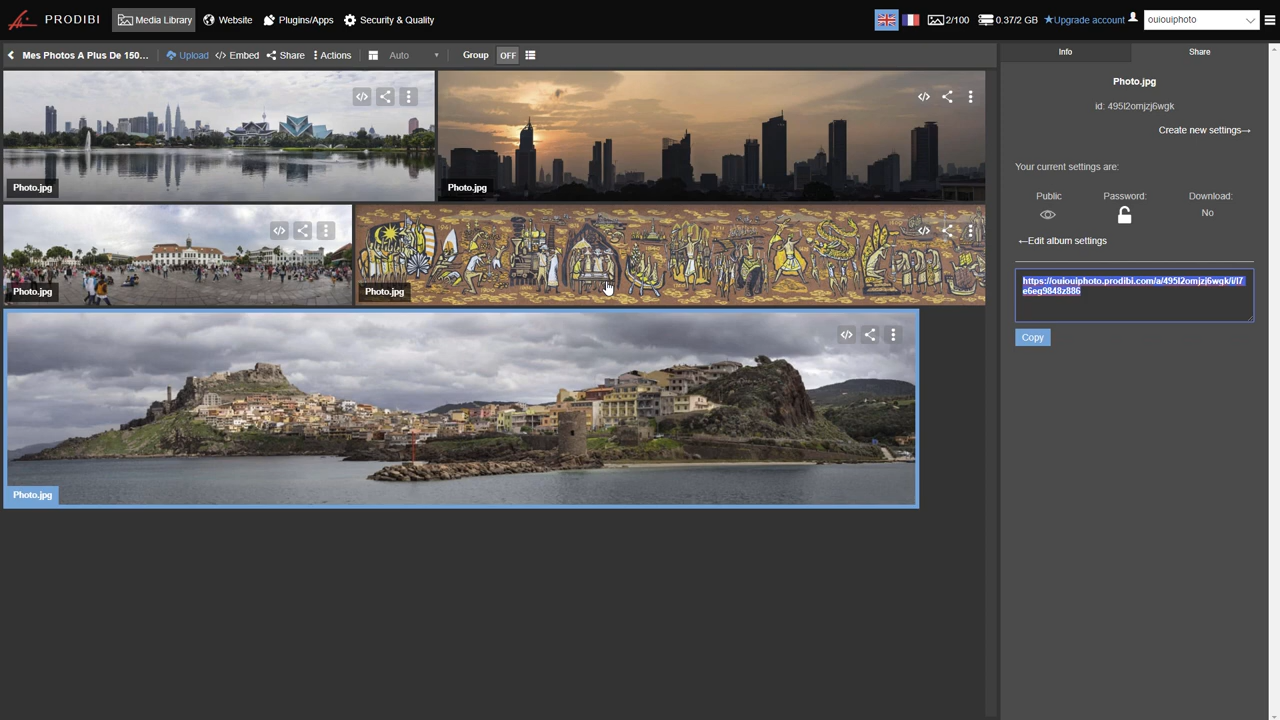 PRODIBI Media Library Website Plugins/Apps Security & Quality 2/100 0.37/2 GB Upgrade account ouiouiphoto
Mes Photos A Plus De 150... Upload </> Embed Share Actions Auto Group OFF
Info Share
Photo.jpg
id: 495l2omjzj6wgk
Create new settings→
Your current settings are:
Public Password: Download:
No
←Edit album settings
https://ouiouiphoto.prodibi.com/a/495l2omjzj6wgk/i/l7
e6eg9848z886
Copy
Photo.jpg
Photo.jpg
Photo.jpg
Photo.jpg
Photo.jpg